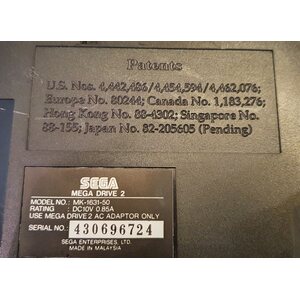 Patents
U.S. Nos. 4,442,486/4,454,594/4,462,076;
Europe No. 80244; Canada No. 1,183,276;
Hong Kong No. 88-4302; Singapore No.
88-155; Japan No. 82-205605 (Pending)
SEGA
MEGA DRIVE 2
MODEL NO.: MK-1631-50
RATING : DC10V 0.85A
USE MEGA DRIVE 2 AC ADAPTOR ONLY
SERIAL NO.: 430696724
SEGA ENTERPRISES, LTD.
MADE IN MALAYSIA